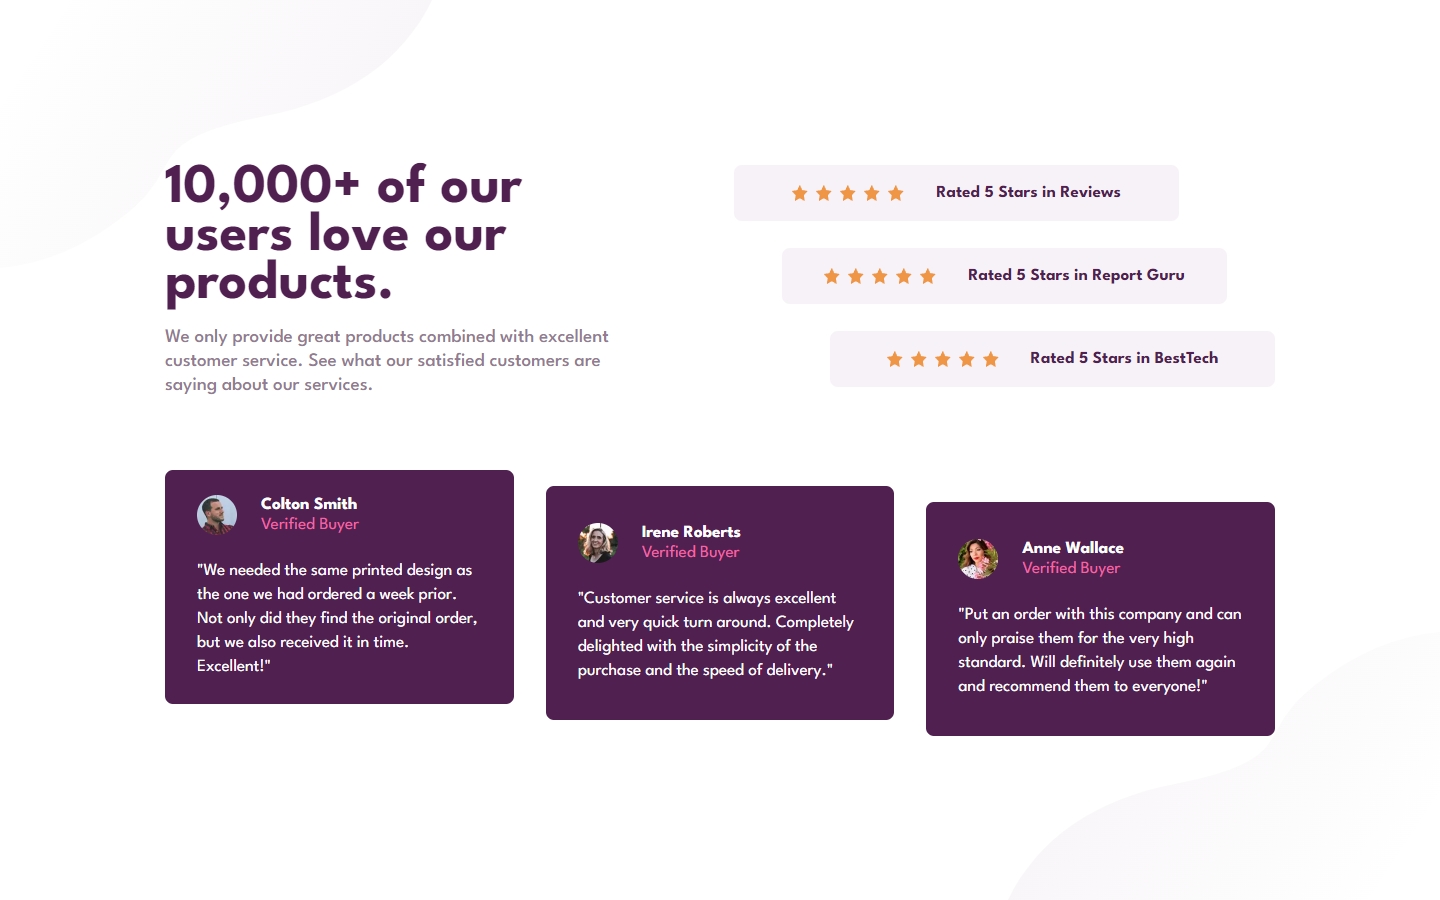 10,000+ of our
users love our
products.
We only provide great products combined with excellent
customer service. See what our satisfied customers are
saying about our services.
Rated 5 Stars in Reviews
Rated 5 Stars in Report Guru
Rated 5 Stars in BestTech
Colton Smith
Verified Buyer
"We needed the same printed design as
the one we had ordered a week prior.
Not only did they find the original order,
but we also received it in time.
Excellent!"
Irene Roberts
Verified Buyer
"Customer service is always excellent
and very quick turn around. Completely
delighted with the simplicity of the
purchase and the speed of delivery."
Anne Wallace
Verified Buyer
"Put an order with this company and can
only praise them for the very high
standard. Will definitely use them again
and recommend them to everyone!"